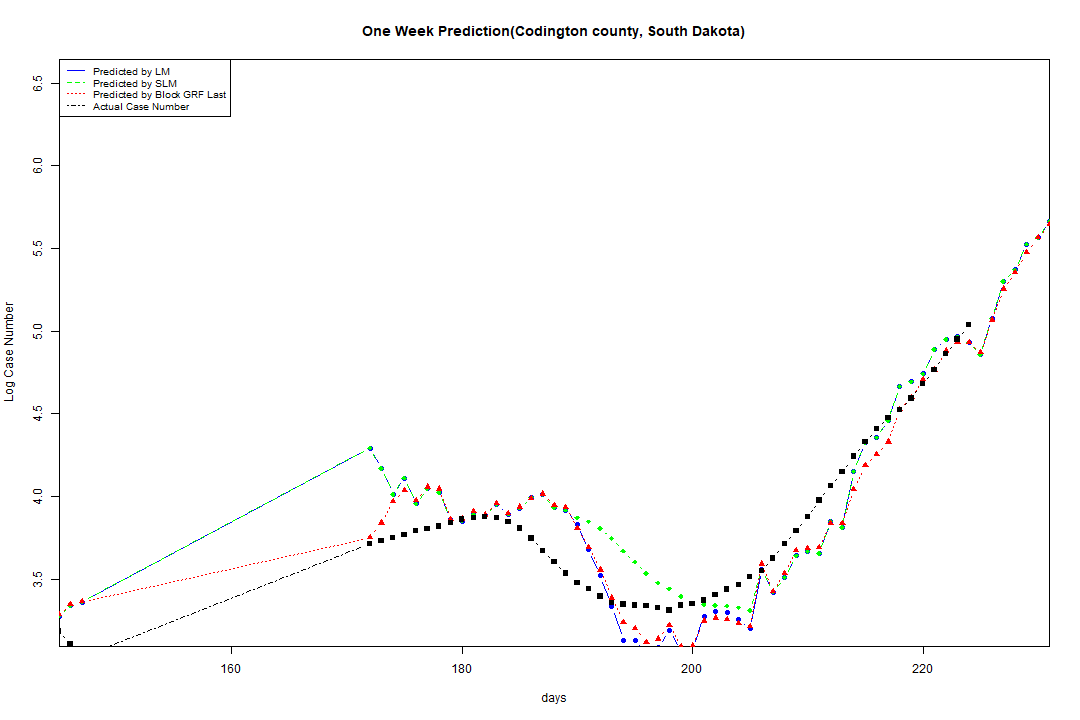 One Week Prediction(Codington county, South Dakota)
Predicted by LM
Predicted by SLM
Predicted by Block GRF Last
Actual Case Number
6.5
6.0
5.5
5.0
4.5
4.0
3.5
Log Case Number
160 180 200 220
days